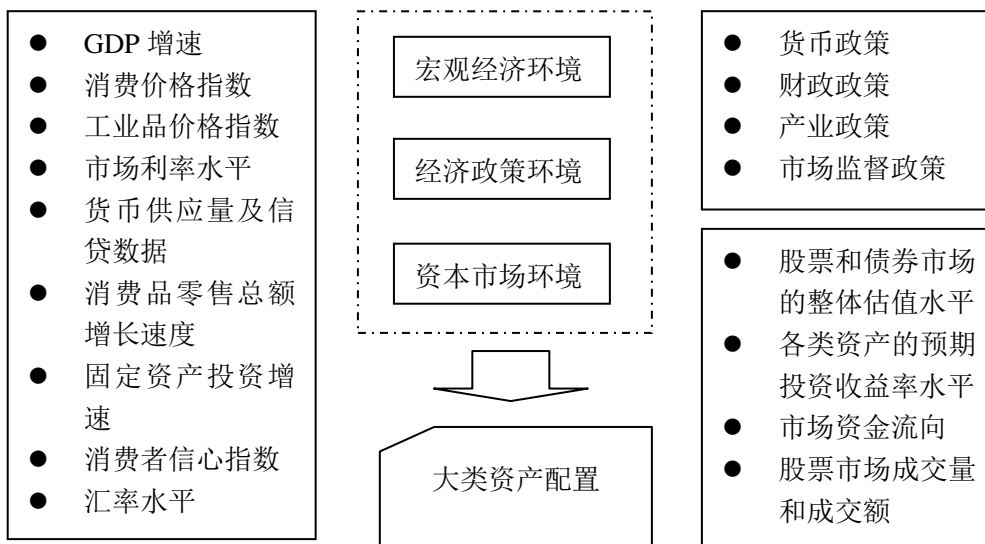 ● GDP 增速
● 消费价格指数
● 工业品价格指数
● 市场利率水平
● 货币供应量及信
贷数据
● 消费品零售总额
增长速度
● 固定资产投资增
速
● 消费者信心指数
● 汇率水平
宏观经济环境
经济政策环境
资本市场环境
大类资产配置
● 货币政策
● 财政政策
● 产业政策
● 市场监督政策
● 股票和债券市场
的整体估值水平
● 各类资产的预期
投资收益率水平
● 市场资金流向
● 股票市场成交量
和成交额